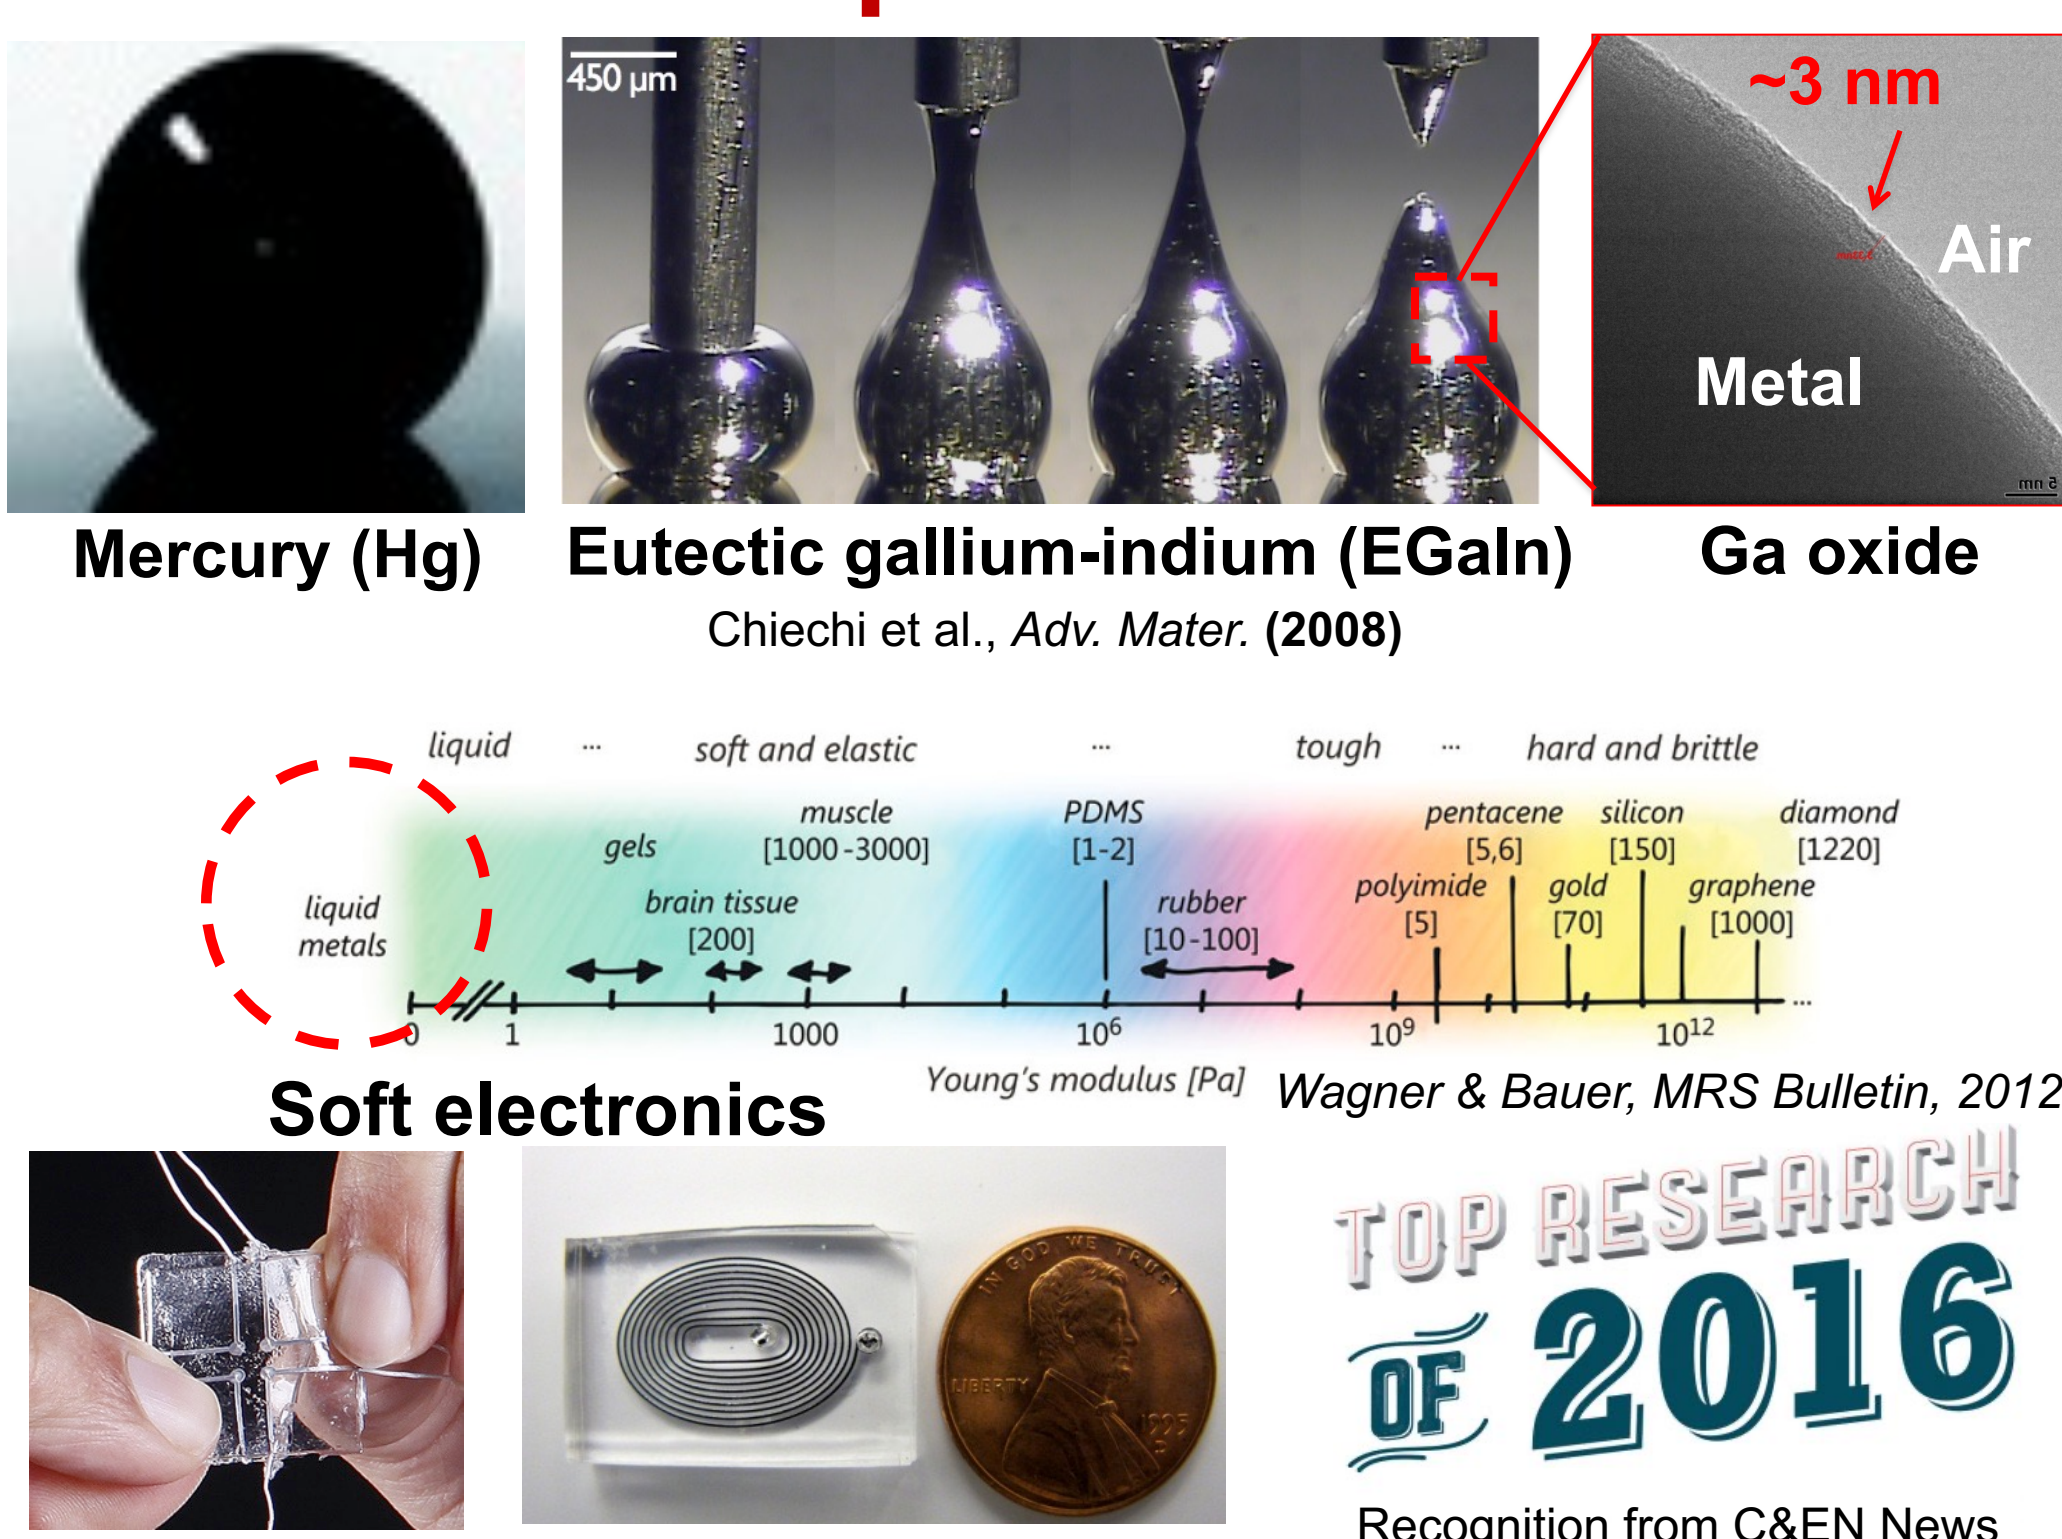 450 µm
~3 nm
Air
Metal
5 nm
Mercury (Hg)
Eutectic gallium-indium (EGaIn)
Ga oxide
Chiechi et al., Adv. Mater. (2008)
liquid ... soft and elastic ... tough ... hard and brittle
muscle PDMS pentacene silicon diamond
gels [1000-3000] [1-2] [5,6] [150] [1220]
brain tissue rubber polyimide gold graphene
liquid [200] [10-100] [5] [70] [1000]
metals
0 1 1000 10⁶ 10⁹ 10¹² ...
Young's modulus [Pa]
Wagner & Bauer, MRS Bulletin, 2012
Soft electronics
IN GOD WE TRUST
LIBERTY
1995
D
TOP RESEARCH
OF 2016
Recognition from C&EN News